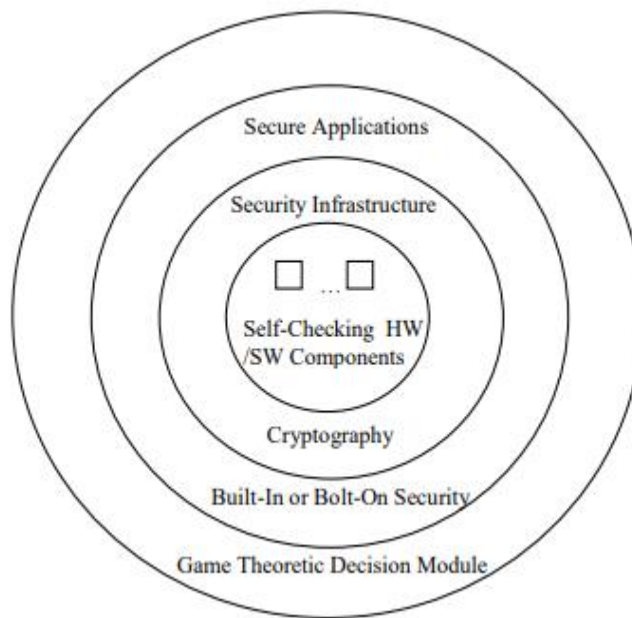 Secure Applications
Security Infrastructure
...
Self-Checking HW
/SW Components
Cryptography
Built-In or Bolt-On Security
Game Theoretic Decision Module